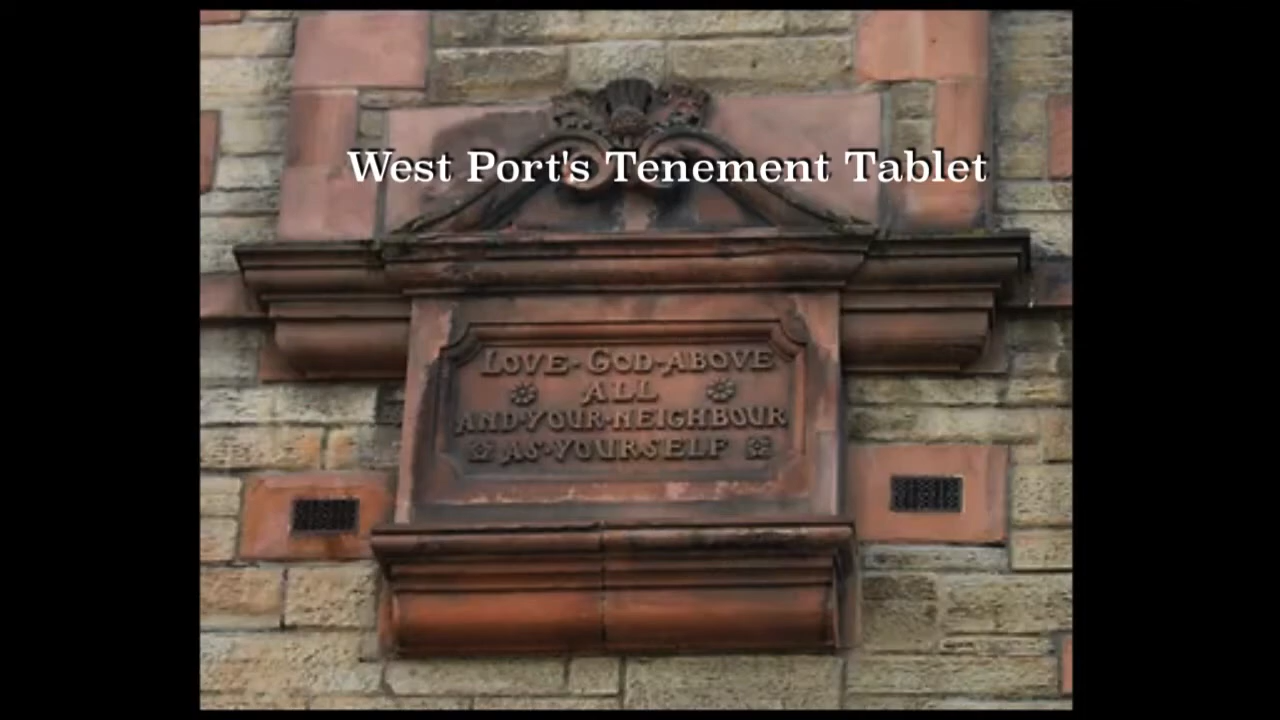 West Port's Tenement Tablet
LOVE-GOD-ABOVE
ALL
AND·YOUR·NEIGHBOUR
AS·YOURSELF